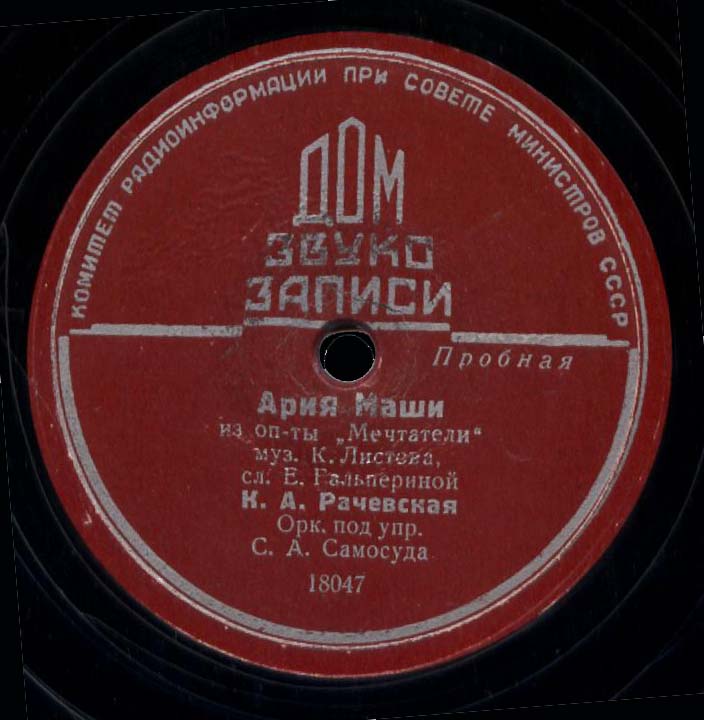 КОМИТЕТ РАДИОИНФОРМАЦИИ ПРИ СОВЕТЕ МИНИСТРОВ СССР
ДОМ
ЗВУКО
ЗАПИСИ
Пробная
Ария Маши
из оп-ты „Мечтатели“
муз. К. Листова,
сл. Е. Гальпериной
К. А. Рачевская
Орк. под упр.
С. А. Самосуда
18047